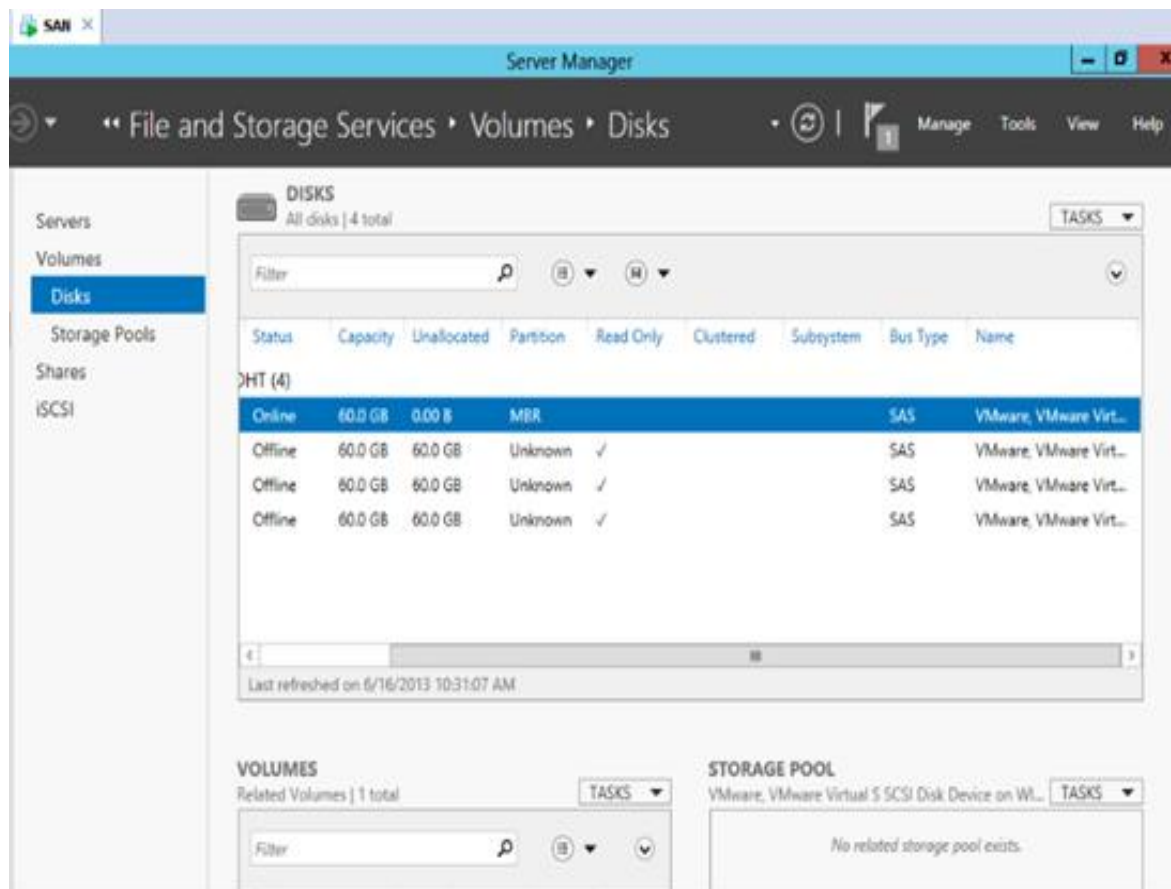 SAN
Server Manager
File and Storage Services Volumes Disks
1 Manage Tools View Help
Servers
Volumes
Disks
Storage Pools
Shares
iSCSI
DISKS
All disks | 4 total
TASKS
Filter
Status Capacity Unallocated Partition Read Only Clustered Subsystem Bus Type Name
OHT (4)
Online 60.0 GB 0.00 B MBR SAS VMware, VMware Virt...
Offline 60.0 GB 60.0 GB Unknown ✓ SAS VMware, VMware Virt...
Offline 60.0 GB 60.0 GB Unknown ✓ SAS VMware, VMware Virt...
Offline 60.0 GB 60.0 GB Unknown ✓ SAS VMware, VMware Virt...
Last refreshed on 6/16/2013 10:31:07 AM
VOLUMES
Related Volumes | 1 total
TASKS
Filter
STORAGE POOL
VMware, VMware Virtual S SCSI Disk Device on WI...
TASKS
No related storage pool exists.